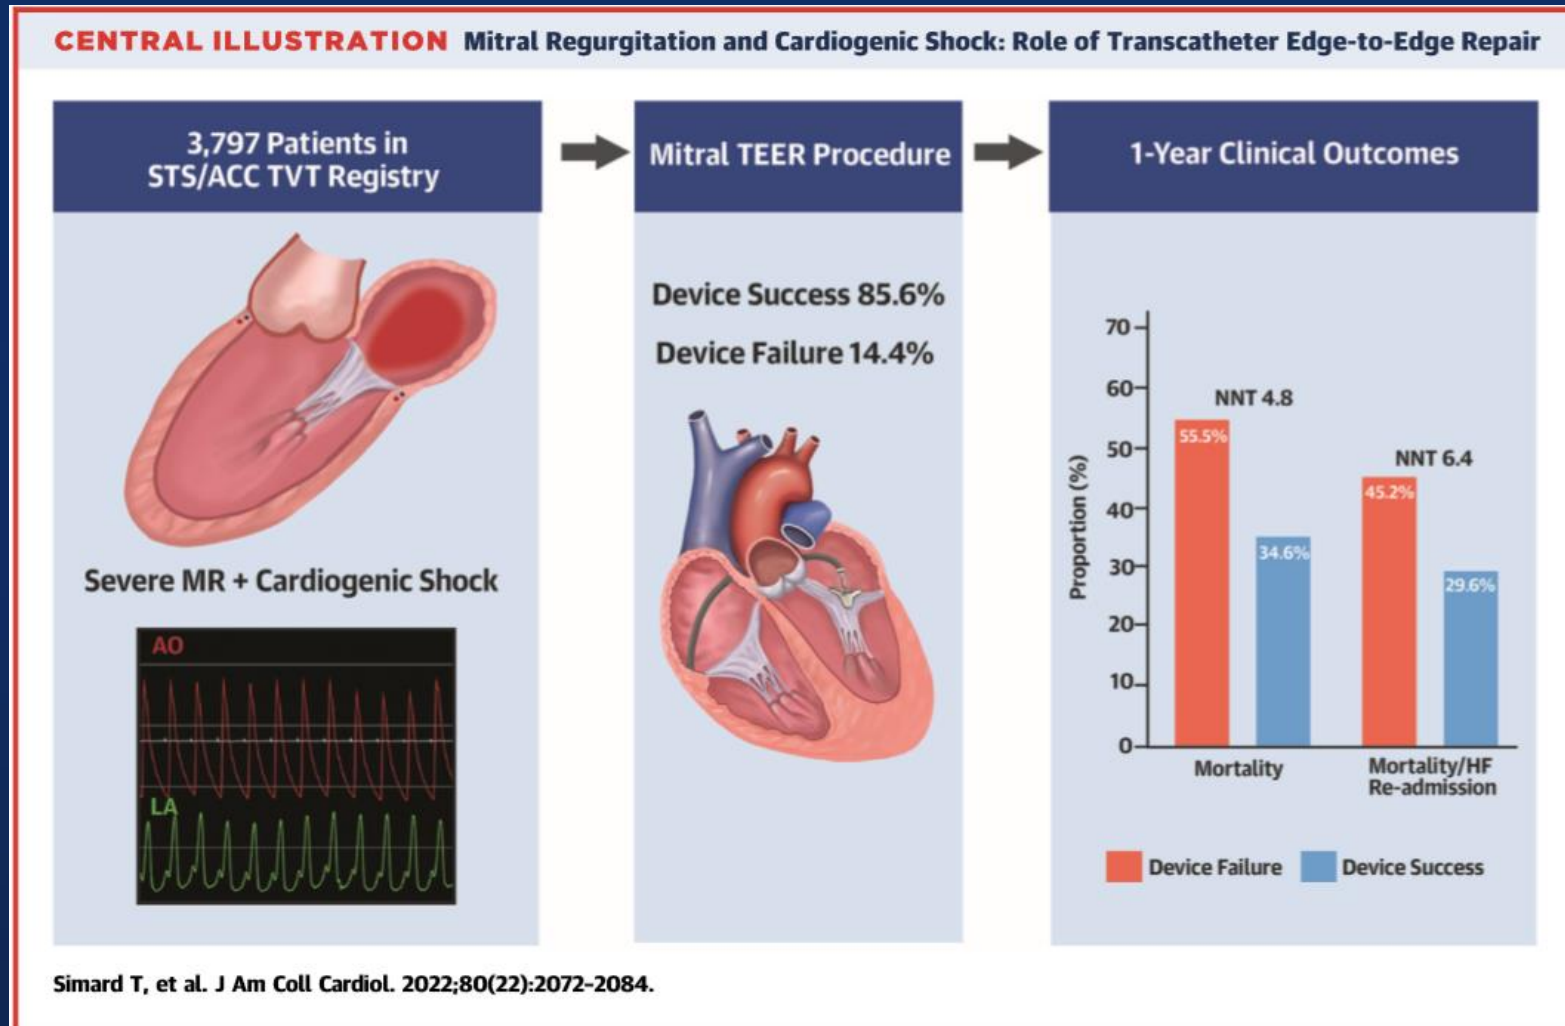 CENTRAL ILLUSTRATION Mitral Regurgitation and Cardiogenic Shock: Role of Transcatheter Edge-to-Edge Repair
3,797 Patients in
STS/ACC TVT Registry
Severe MR + Cardiogenic Shock
AO
LA
Mitral TEER Procedure
Device Success 85.6%
Device Failure 14.4%
1-Year Clinical Outcomes
Proportion (%)
70
60
50
40
30
20
10
0
NNT 4.8
55.5%
34.6%
NNT 6.4
45.2%
29.6%
Mortality
Mortality/HF
Re-admission
Device Failure
Device Success
Simard T, et al. J Am Coll Cardiol. 2022;80(22):2072–2084.